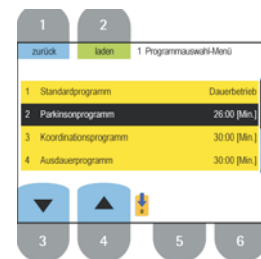 1 2
zurück laden 1 Programmauswahl-Menü
1 Standardprogramm Dauerbetrieb
2 Parkinsonprogramm 26:00 [Min.]
3 Koordinationsprogramm 30:00 [Min.]
4 Ausdauerprogramm 30:00 [Min.]
3 4 5 6